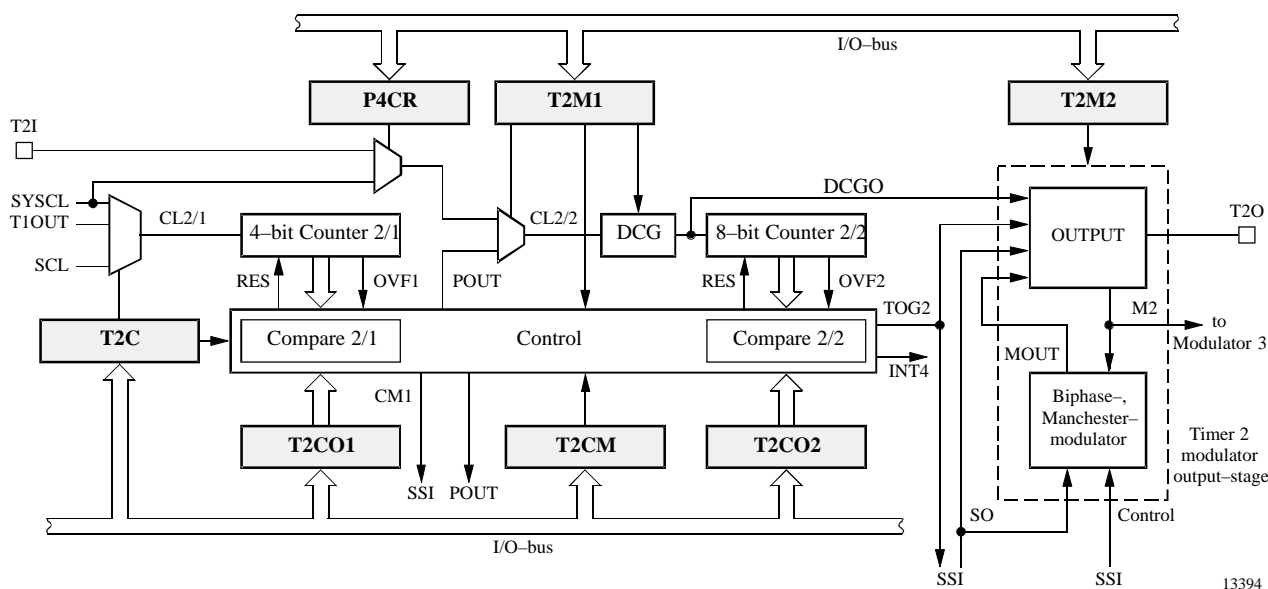 I/O–bus
P4CR
T2M1
T2M2
T2I
SYSCL
T1OUT
SCL
CL2/1
4–bit Counter 2/1
CL2/2
DCG
DCGO
8–bit Counter 2/2
OUTPUT
T2O
RES
OVF1
POUT
RES
OVF2
TOG2
M2
to
Modulator 3
T2C
Compare 2/1
Control
Compare 2/2
INT4
MOUT
CM1
Biphase–,
Manchester–
modulator
Timer 2
modulator
output–stage
T2CO1
T2CM
T2CO2
SSI
POUT
SO
Control
I/O–bus
SSI
SSI
13394